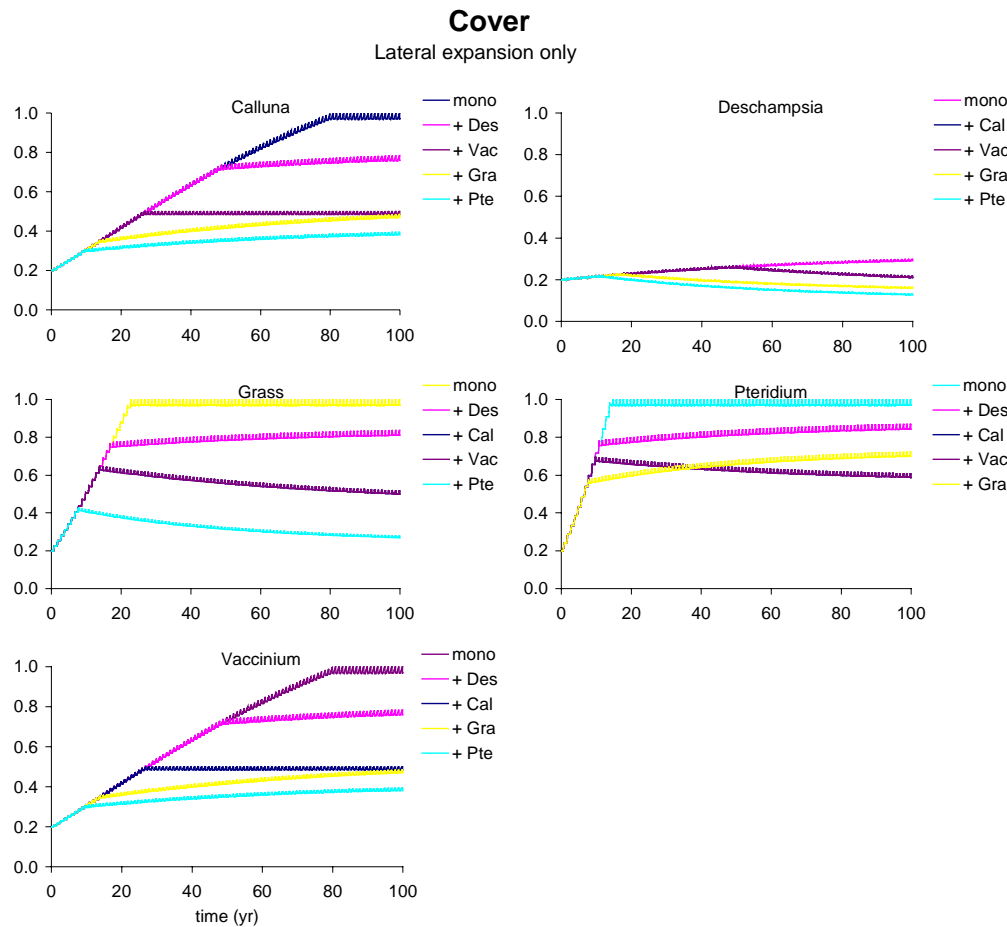 Cover
Lateral expansion only
Calluna
1.0
0.8
0.6
0.4
0.2
0.0
0 20 40 60 80 100
mono
+ Des
+ Vac
+ Gra
+ Pte
Deschampsia
1.0
0.8
0.6
0.4
0.2
0.0
0 20 40 60 80 100
mono
+ Cal
+ Vac
+ Gra
+ Pte
Grass
1.0
0.8
0.6
0.4
0.2
0.0
0 20 40 60 80 100
mono
+ Des
+ Cal
+ Vac
+ Pte
Pteridium
1.0
0.8
0.6
0.4
0.2
0.0
0 20 40 60 80 100
mono
+ Des
+ Cal
+ Vac
+ Gra
Vaccinium
1.0
0.8
0.6
0.4
0.2
0.0
0 20 40 60 80 100
time (yr)
mono
+ Des
+ Cal
+ Gra
+ Pte